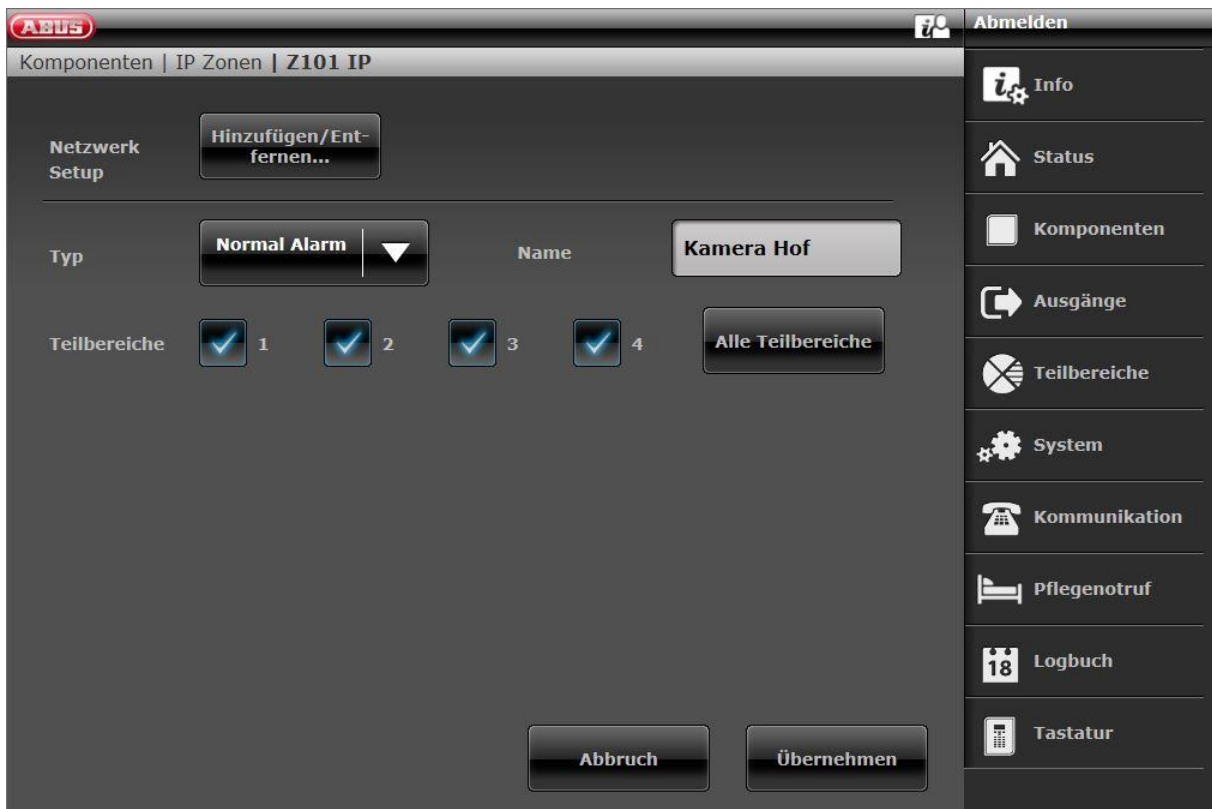 ABUS
Abmelden
Komponenten | IP Zonen | Z101 IP
Netzwerk
Setup
Hinzufügen/Ent-
fernen...
Typ
Normal Alarm
Name
Kamera Hof
Teilbereiche
1
2
3
4
Alle Teilbereiche
Abbruch
Übernehmen
Info
Status
Komponenten
Ausgänge
Teilbereiche
System
Kommunikation
Pflegenotruf
18
Logbuch
Tastatur